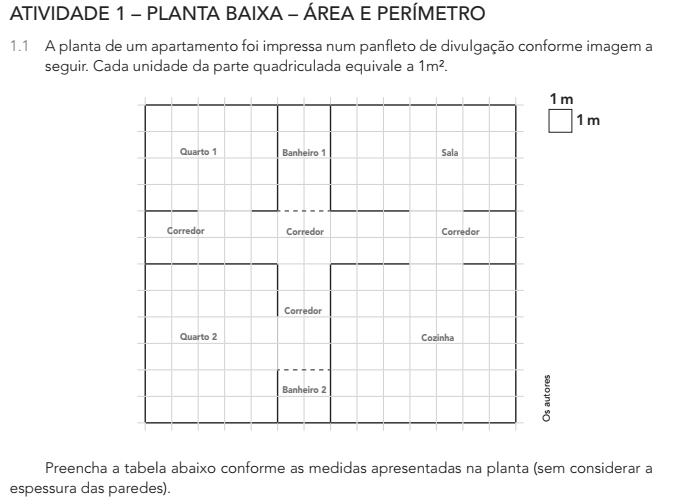 ATIVIDADE 1 – PLANTA BAIXA – ÁREA E PERÍMETRO
1.1 A planta de um apartamento foi impressa num panfleto de divulgação conforme imagem a
seguir. Cada unidade da parte quadriculada equivale a 1m².
1 m
1 m
Quarto 1
Banheiro 1
Sala
Corredor
Corredor
Corredor
Corredor
Quarto 2
Cozinha
Banheiro 2
Os autores
Preencha a tabela abaixo conforme as medidas apresentadas na planta (sem considerar a
espessura das paredes).